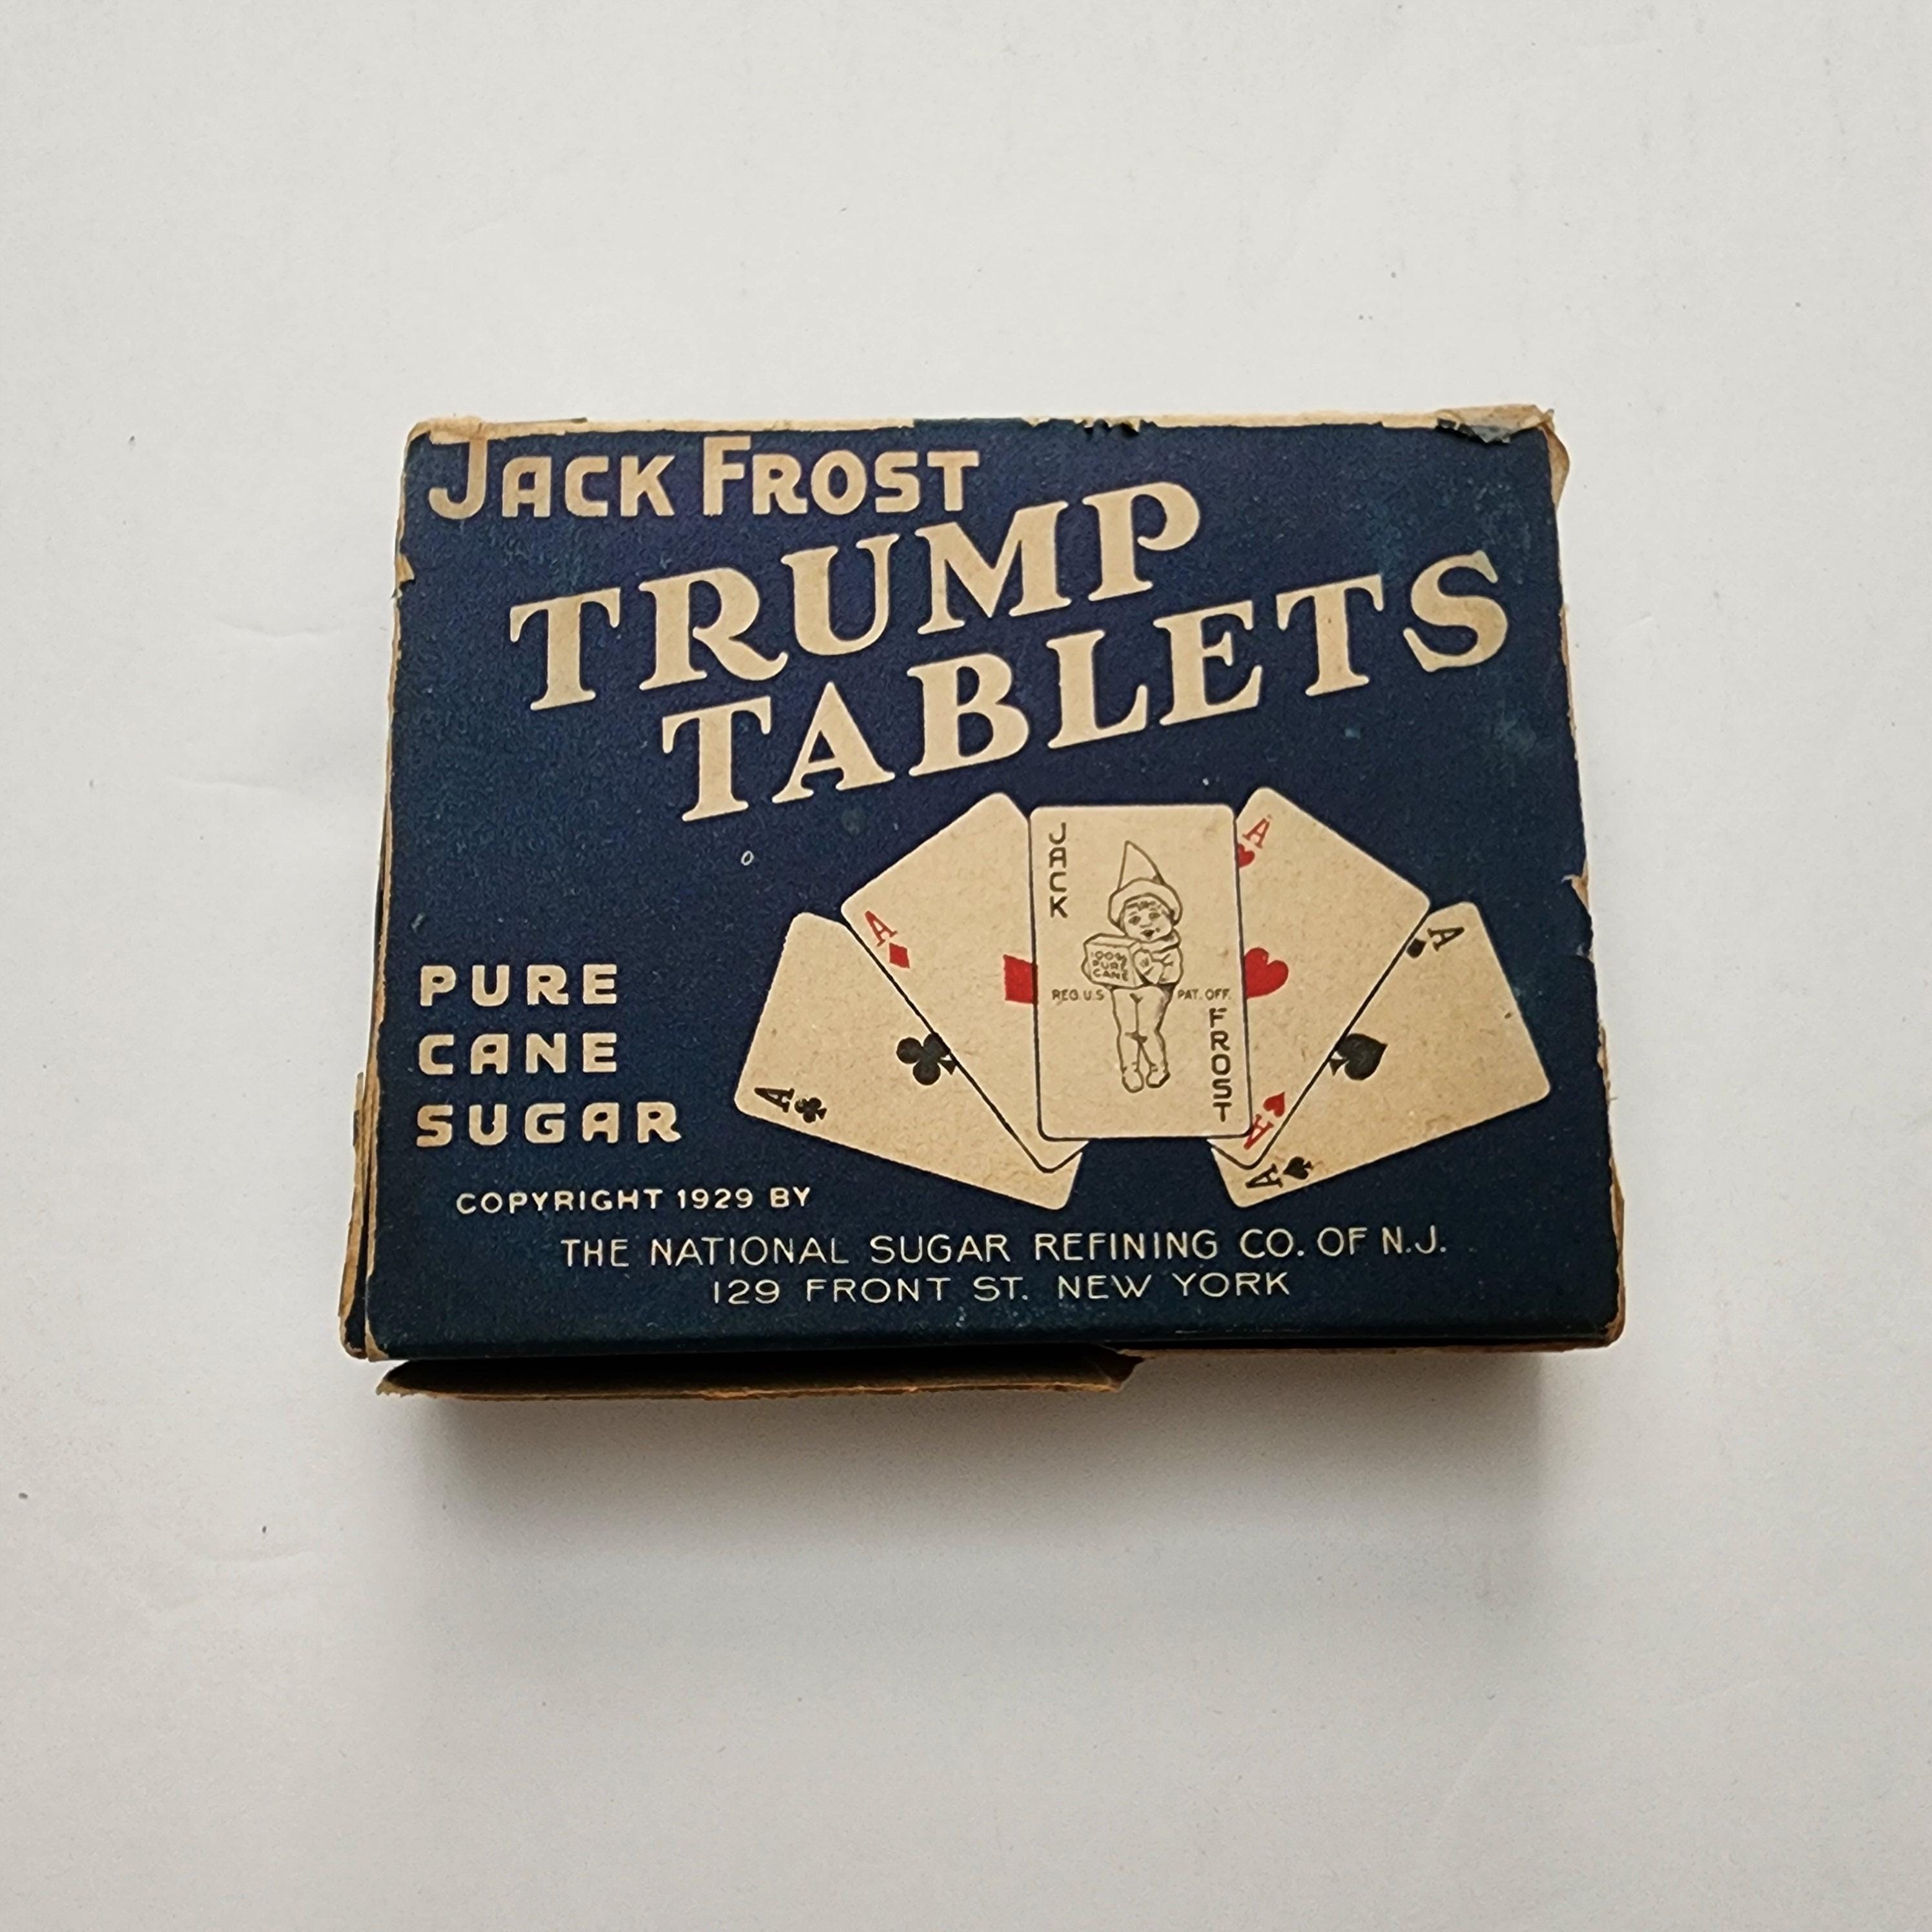 JACK FROST
TRUMP
TABLETS
PURE
CANE
SUGAR
A
A
A
JACK
100%
PURE
CANE
REG. U.S. PAT. OFF.
FROST
A
A
A
A
COPYRIGHT 1929 BY
THE NATIONAL SUGAR REFINING CO. OF N.J.
129 FRONT ST. NEW YORK